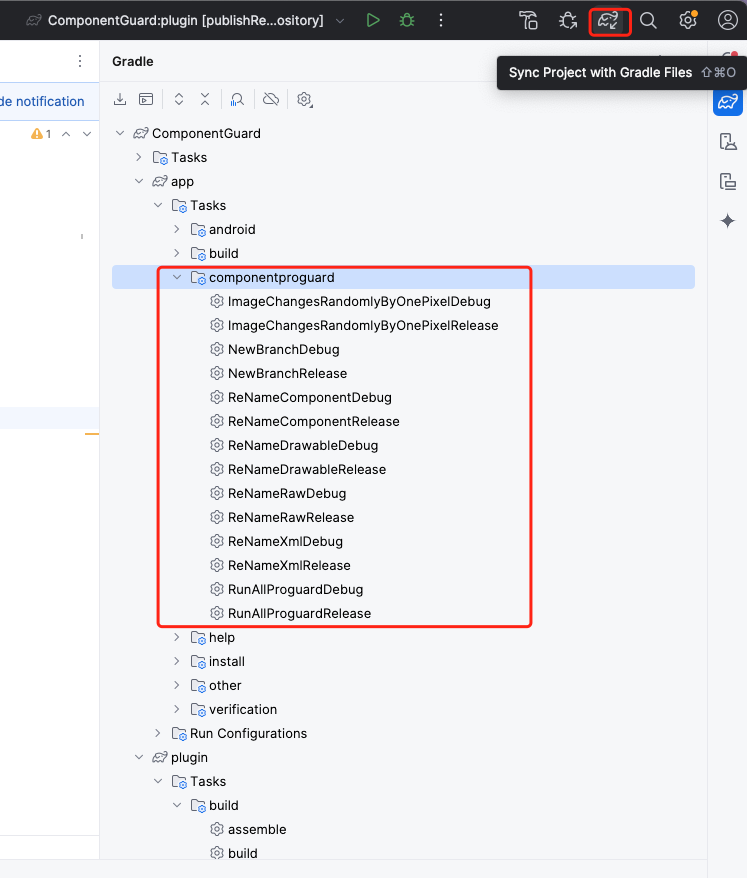 ComponentGuard:plugin [publishRe...ository]
Gradle
Sync Project with Gradle Files ⇧⌘O
de notification
1
ComponentGuard
Tasks
app
Tasks
android
build
componentproguard
ImageChangesRandomlyByOnePixelDebug
ImageChangesRandomlyByOnePixelRelease
NewBranchDebug
NewBranchRelease
ReNameComponentDebug
ReNameComponentRelease
ReNameDrawableDebug
ReNameDrawableRelease
ReNameRawDebug
ReNameRawRelease
ReNameXmlDebug
ReNameXmlRelease
RunAllProguardDebug
RunAllProguardRelease
help
install
other
verification
Run Configurations
plugin
Tasks
build
assemble
build